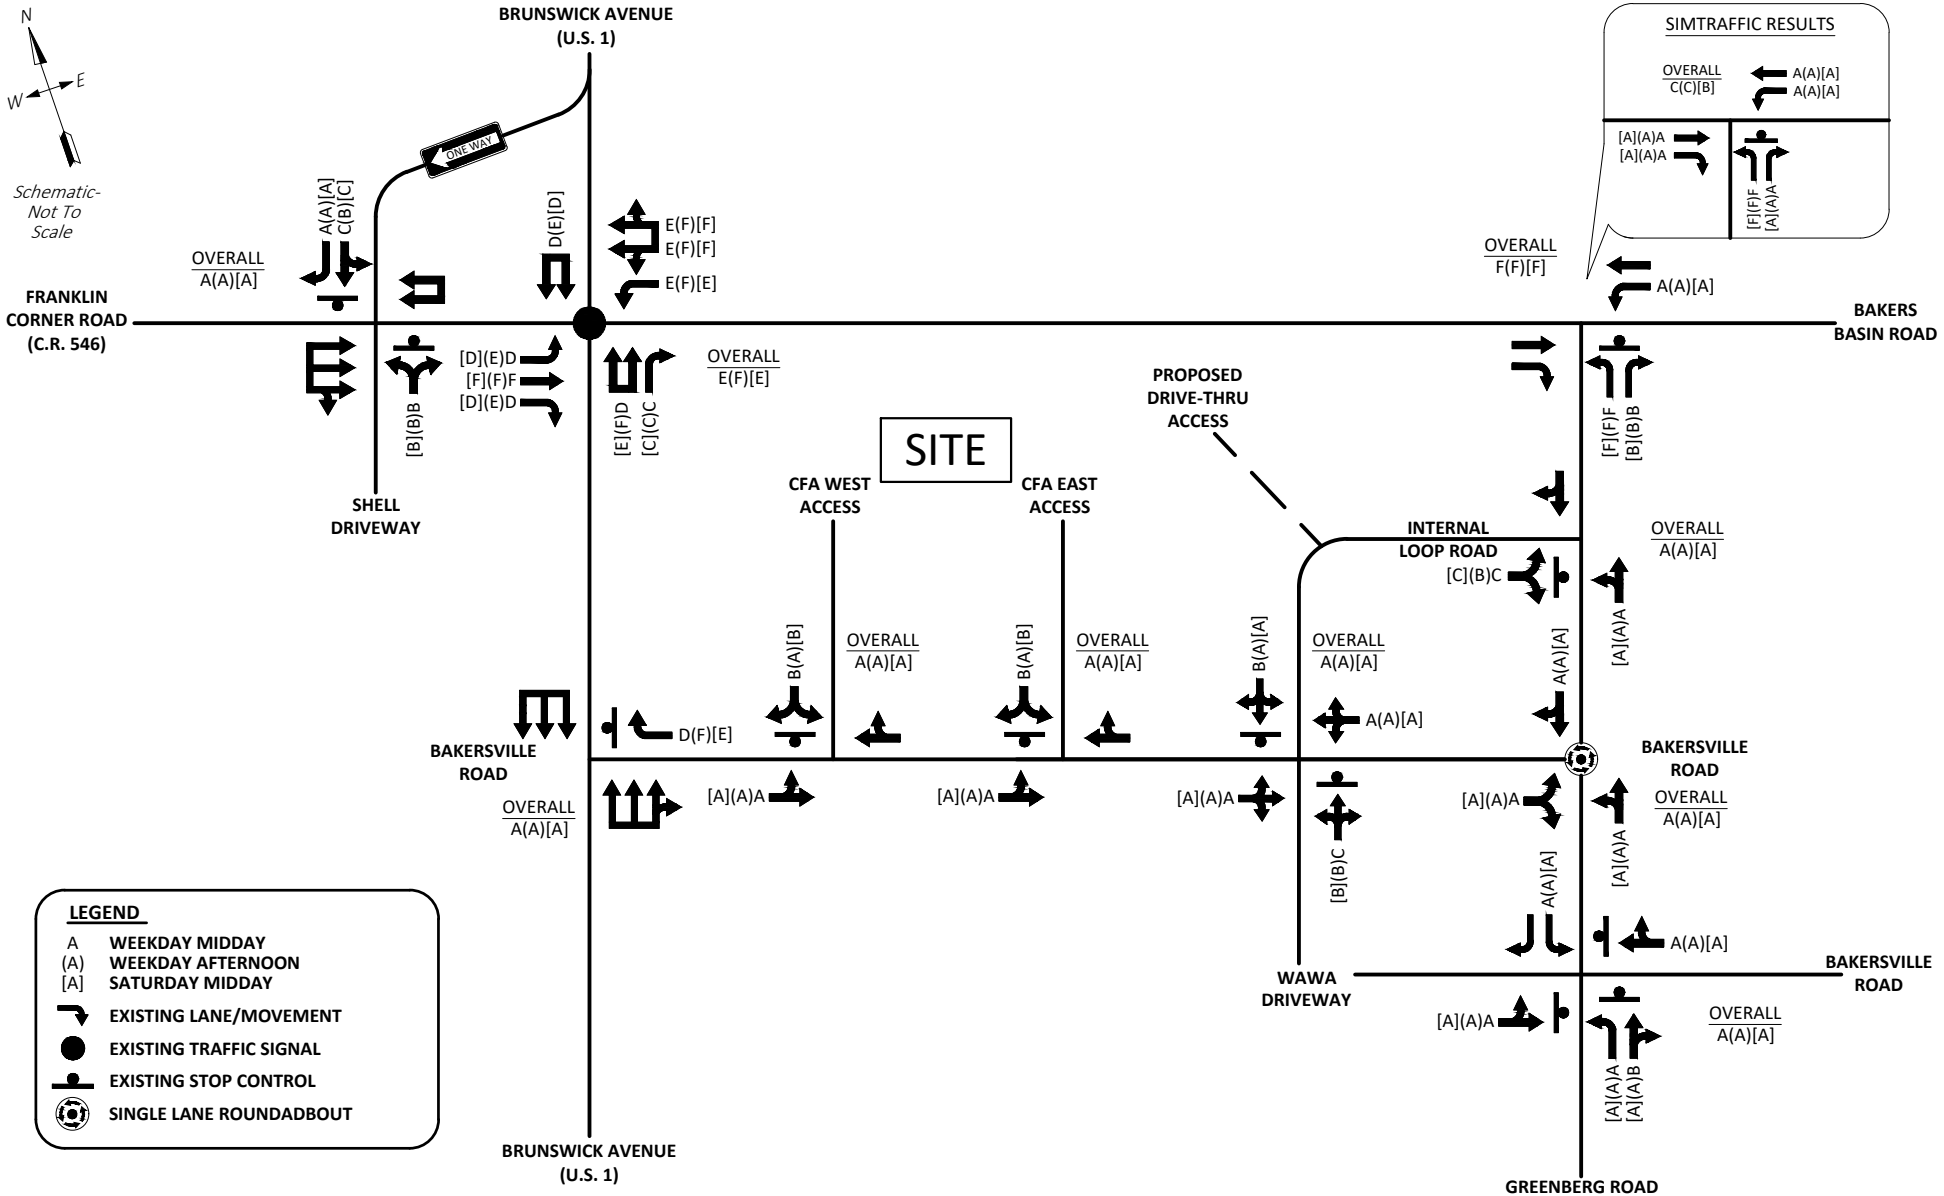 N
W
E
Schematic-
Not To
Scale
BRUNSWICK AVENUE
(U.S. 1)
ONE WAY
SIMTRAFFIC RESULTS
OVERALL
C(C)[B]
A(A)[A]
A(A)[A]
[A](A)A
[A](A)A
[F](F)F
[A](A)A
OVERALL
A(A)[A]
A(A)[A]
C(B)[C]
D(E)[D]
E(F)[F]
E(F)[F]
E(F)[E]
OVERALL
F(F)[F]
A(A)[A]
FRANKLIN
CORNER ROAD
(C.R. 546)
BAKERS
BASIN ROAD
[B](B)B
[D](E)D
[F](F)F
[D](E)D
[E](F)D
[C](C)C
OVERALL
E(F)[E]
[F](F)F
[B](B)B
PROPOSED
DRIVE-THRU
ACCESS
SITE
SHELL
DRIVEWAY
CFA WEST
ACCESS
CFA EAST
ACCESS
INTERNAL
LOOP ROAD
[C](B)C
OVERALL
A(A)[A]
[A](A)A
B(A)[B]
OVERALL
A(A)[A]
B(A)[B]
OVERALL
A(A)[A]
B(A)[A]
OVERALL
A(A)[A]
A(A)[A]
A(A)[A]
D(F)[E]
BAKERSVILLE
ROAD
OVERALL
A(A)[A]
[A](A)A
[A](A)A
[A](A)A
[B](B)C
[A](A)A
BAKERSVILLE
ROAD
OVERALL
A(A)[A]
[A](A)A
A(A)[A]
A(A)[A]
WAWA
DRIVEWAY
BAKERSVILLE
ROAD
[A](A)A
[A](A)A
[A](A)B
OVERALL
A(A)[A]
LEGEND
A WEEKDAY MIDDAY
(A) WEEKDAY AFTERNOON
[A] SATURDAY MIDDAY
EXISTING LANE/MOVEMENT
EXISTING TRAFFIC SIGNAL
EXISTING STOP CONTROL
SINGLE LANE ROUNDADBOUT
BRUNSWICK AVENUE
(U.S. 1)
GREENBERG ROAD